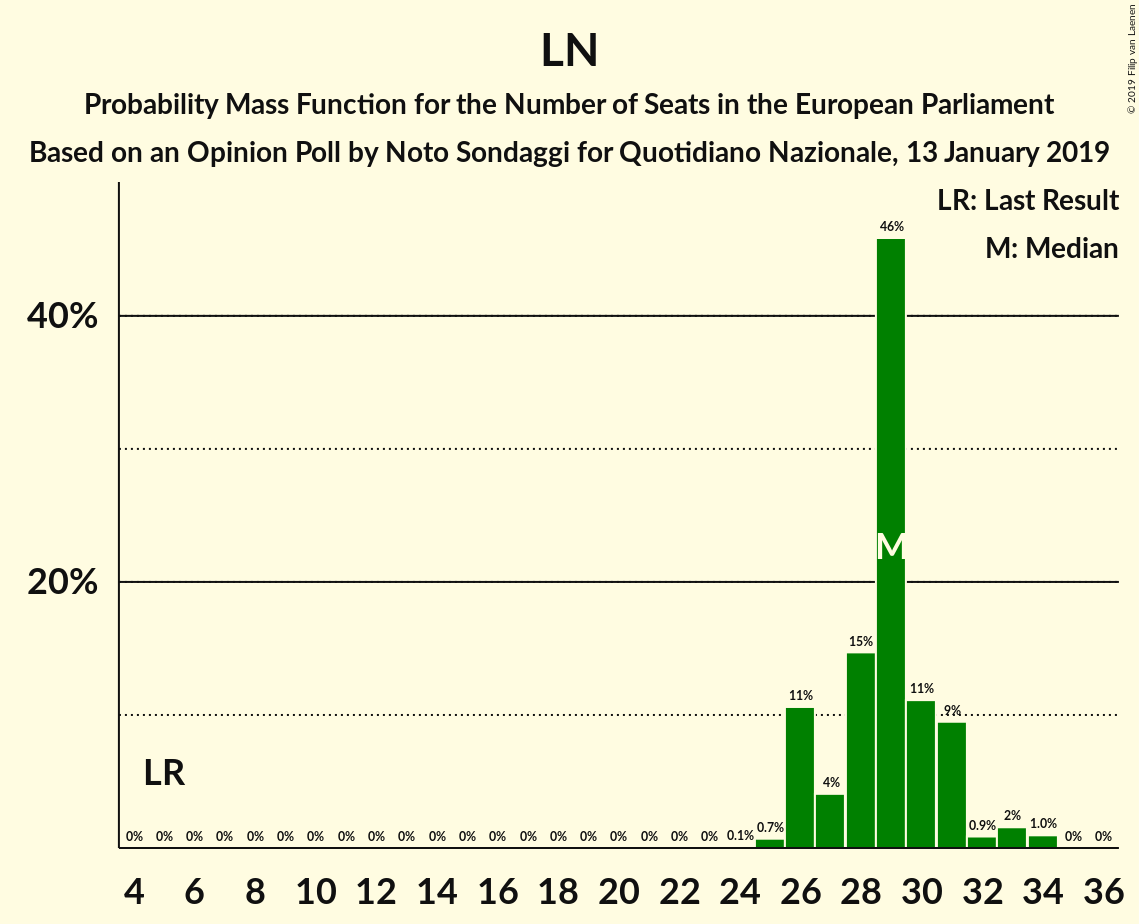 LN
Probability Mass Function for the Number of Seats in the European Parliament
Based on an Opinion Poll by Noto Sondaggi for Quotidiano Nazionale, 13 January 2019
© 2019 Filip van Laenen
LR: Last Result
M: Median
46%
40%
M
20%
15%
11% 11% 9%
4%
LR
0% 0% 0% 0% 0% 0% 0% 0% 0% 0% 0% 0% 0% 0% 0% 0% 0% 0% 0% 0% 0.1% 0.7% 0.9% 2% 1.0% 0% 0%
4 6 8 10 12 14 16 18 20 22 24 26 28 30 32 34 36